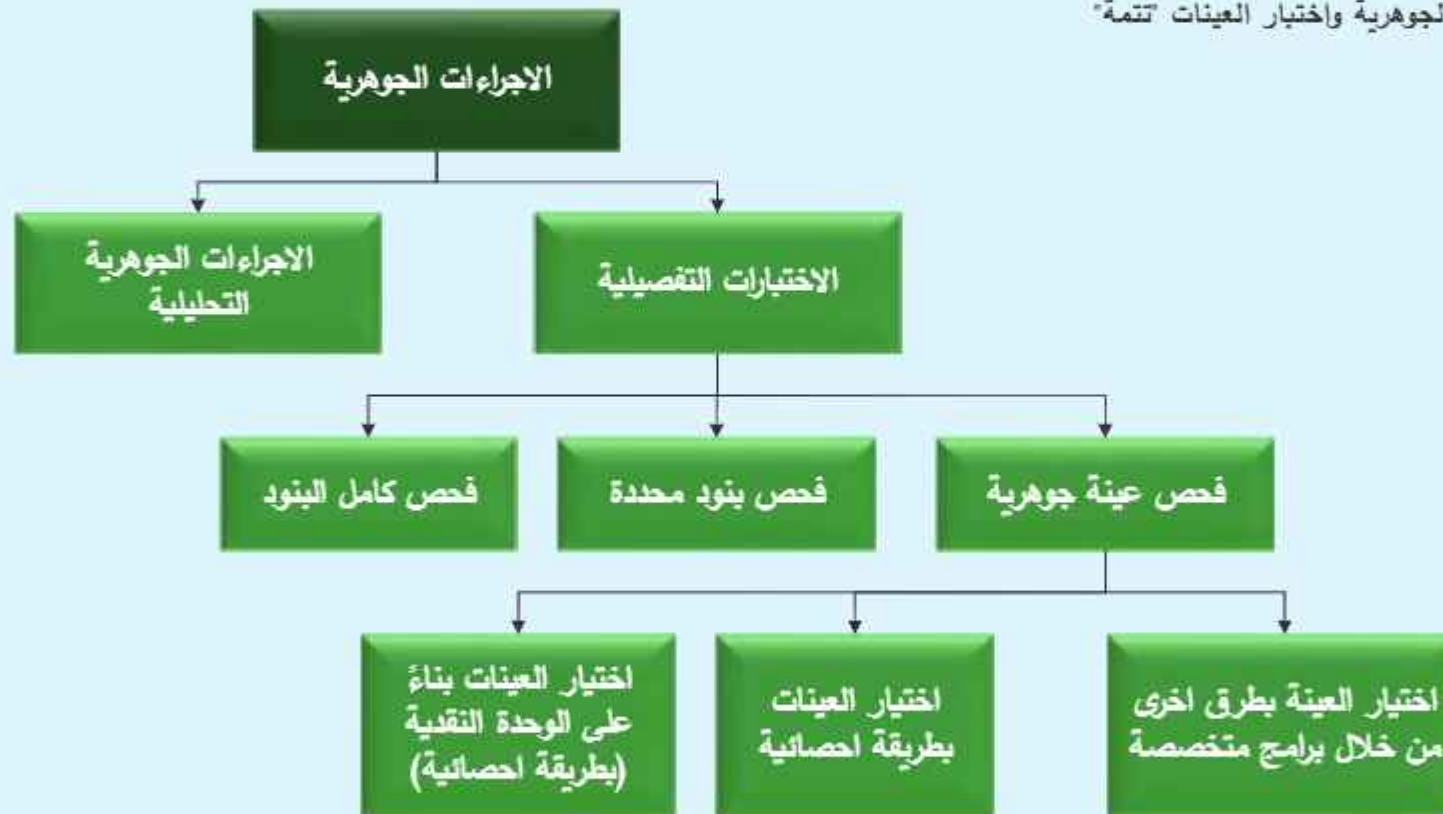 لجوهرية واختبار العينات "تتمة"
الاجراءات الجوهرية
الاختبارات التفصيلية
الاجراءات الجوهرية
التحليلية
فحص عينة جوهرية
فحص بنود محددة
فحص كامل البنود
اختيار العينة بطرق اخرى
من خلال برامج متخصصة
اختيار العينات
بطريقة احصائية
اختيار العينات بناءً
على الوحدة النقدية
(بطريقة احصائية)